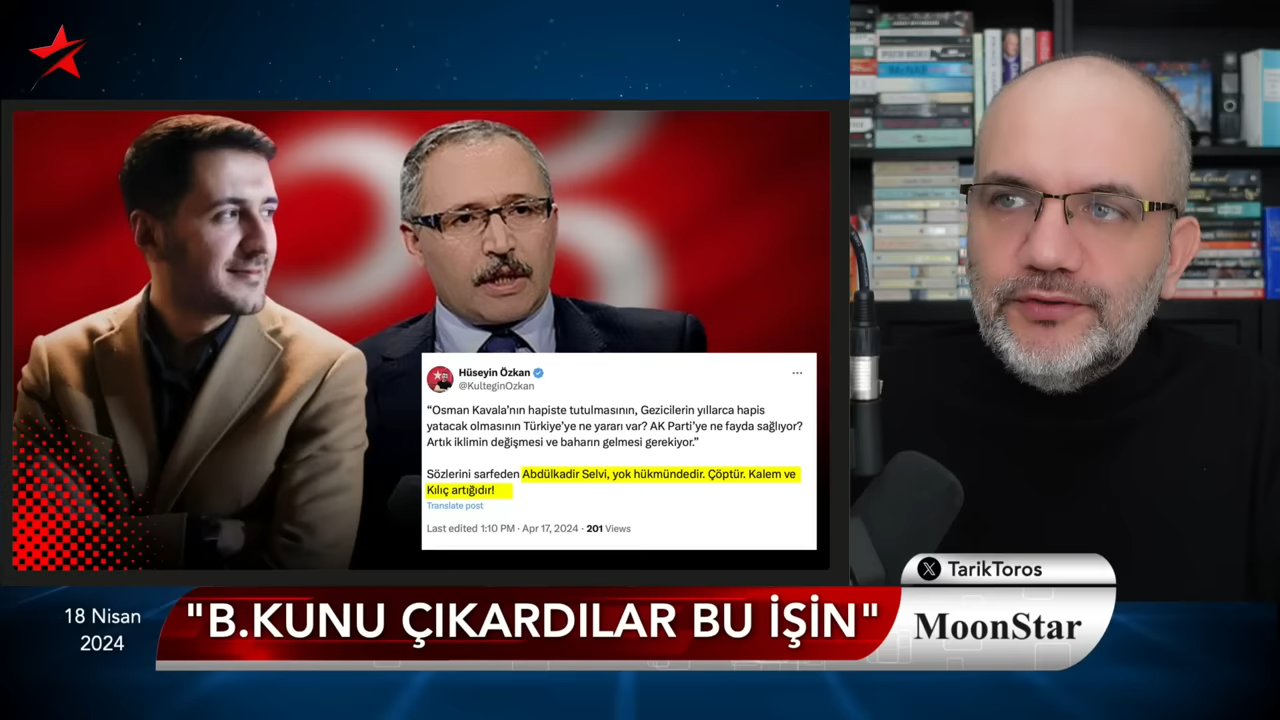 Hüseyin Özkan
@KulteginOzkan
“Osman Kavala’nın hapiste tutulmasının, Gezicilerin yıllarca hapis
yatacak olmasının Türkiye’ye ne yararı var? AK Parti’ye ne fayda sağlıyor?
Artık iklimin değişmesi ve baharın gelmesi gerekiyor.”
Sözlerini sarfeden Abdülkadir Selvi, yok hükmündedir. Çöptür. Kalem ve
Kılıç artığıdır!
Translate post
Last edited 1:10 PM · Apr 17, 2024 · 201 Views
TarikToros
18 Nisan
2024
"B.KUNU ÇIKARDILAR BU İŞİN"
MoonStar